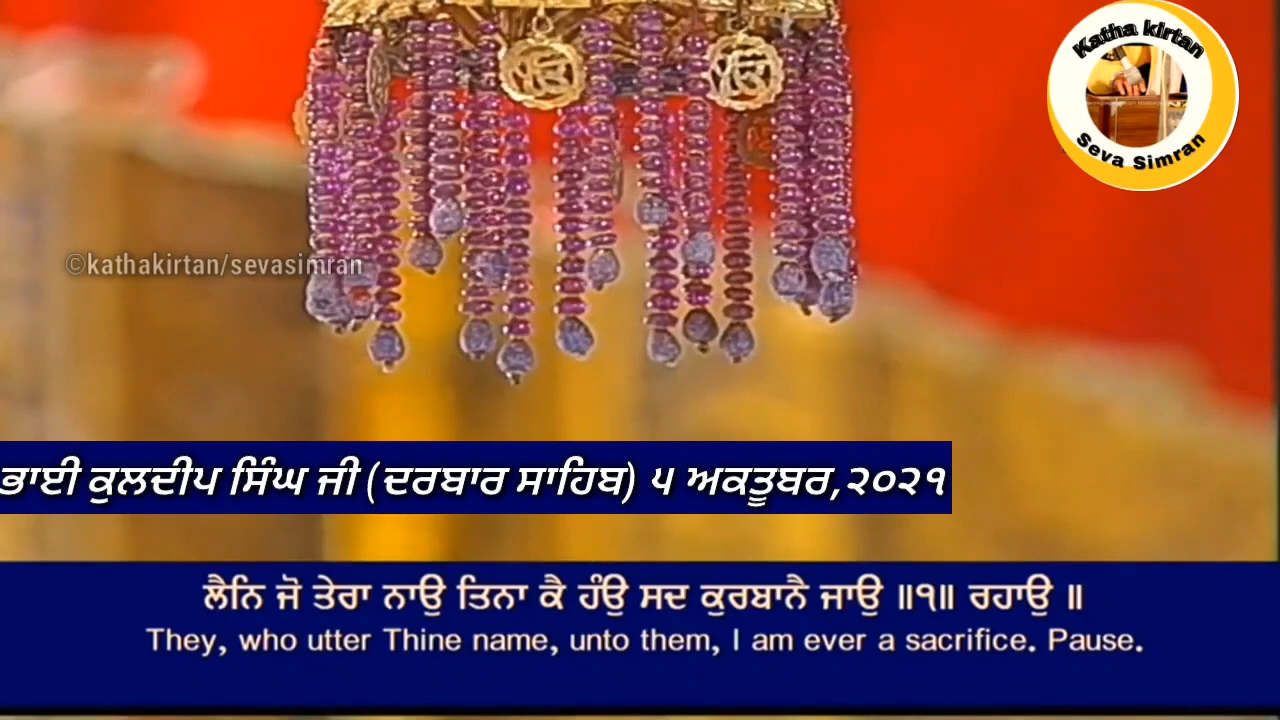 Katha kirtan
Seva Simran
©kathakirtan/sevasimran
ਭਾਈ ਕੁਲਦੀਪ ਸਿੰਘ ਜੀ (ਦਰਬਾਰ ਸਾਹਿਬ) ੫ ਅਕਤੂਬਰ,੨੦੨੧
ਲੈਨਿ ਜੋ ਤੇਰਾ ਨਾਉ ਤਿਨਾ ਕੈ ਹੰਉ ਸਦ ਕੁਰਬਾਨੈ ਜਾਉ ॥੧॥ ਰਹਾਉ ॥
They, who utter Thine name, unto them, I am ever a sacrifice. Pause.